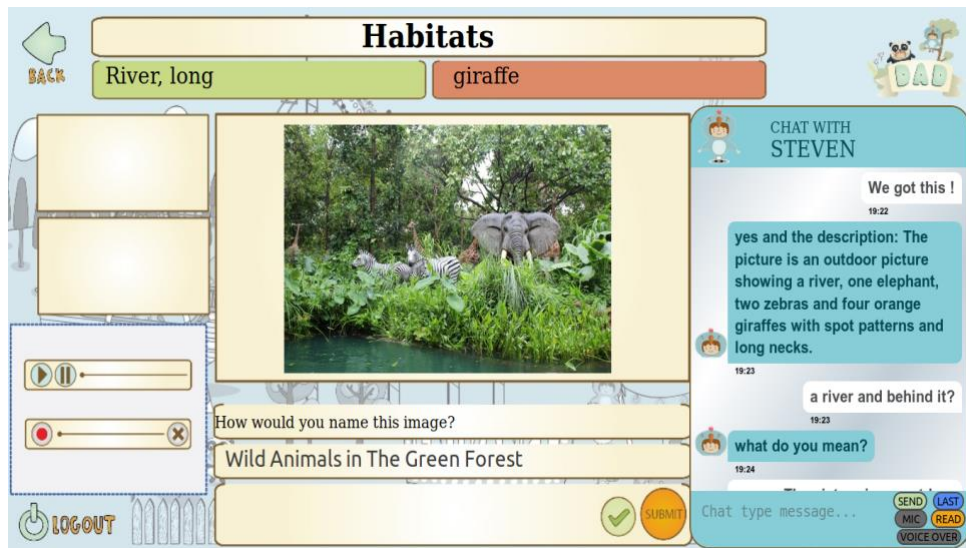 Habitats
BACK
River, long
giraffe
DAD
CHAT WITH
STEVEN
We got this !
19:22
yes and the description: The
picture is an outdoor picture
showing a river, one elephant,
two zebras and four orange
giraffes with spot patterns and
long necks.
19:23
a river and behind it?
19:23
what do you mean?
19:24
How would you name this image?
Wild Animals in The Green Forest
SUBMIT
LOGOUT
Chat type message...
SEND
LAST
MIC
READ
VOICE OVER